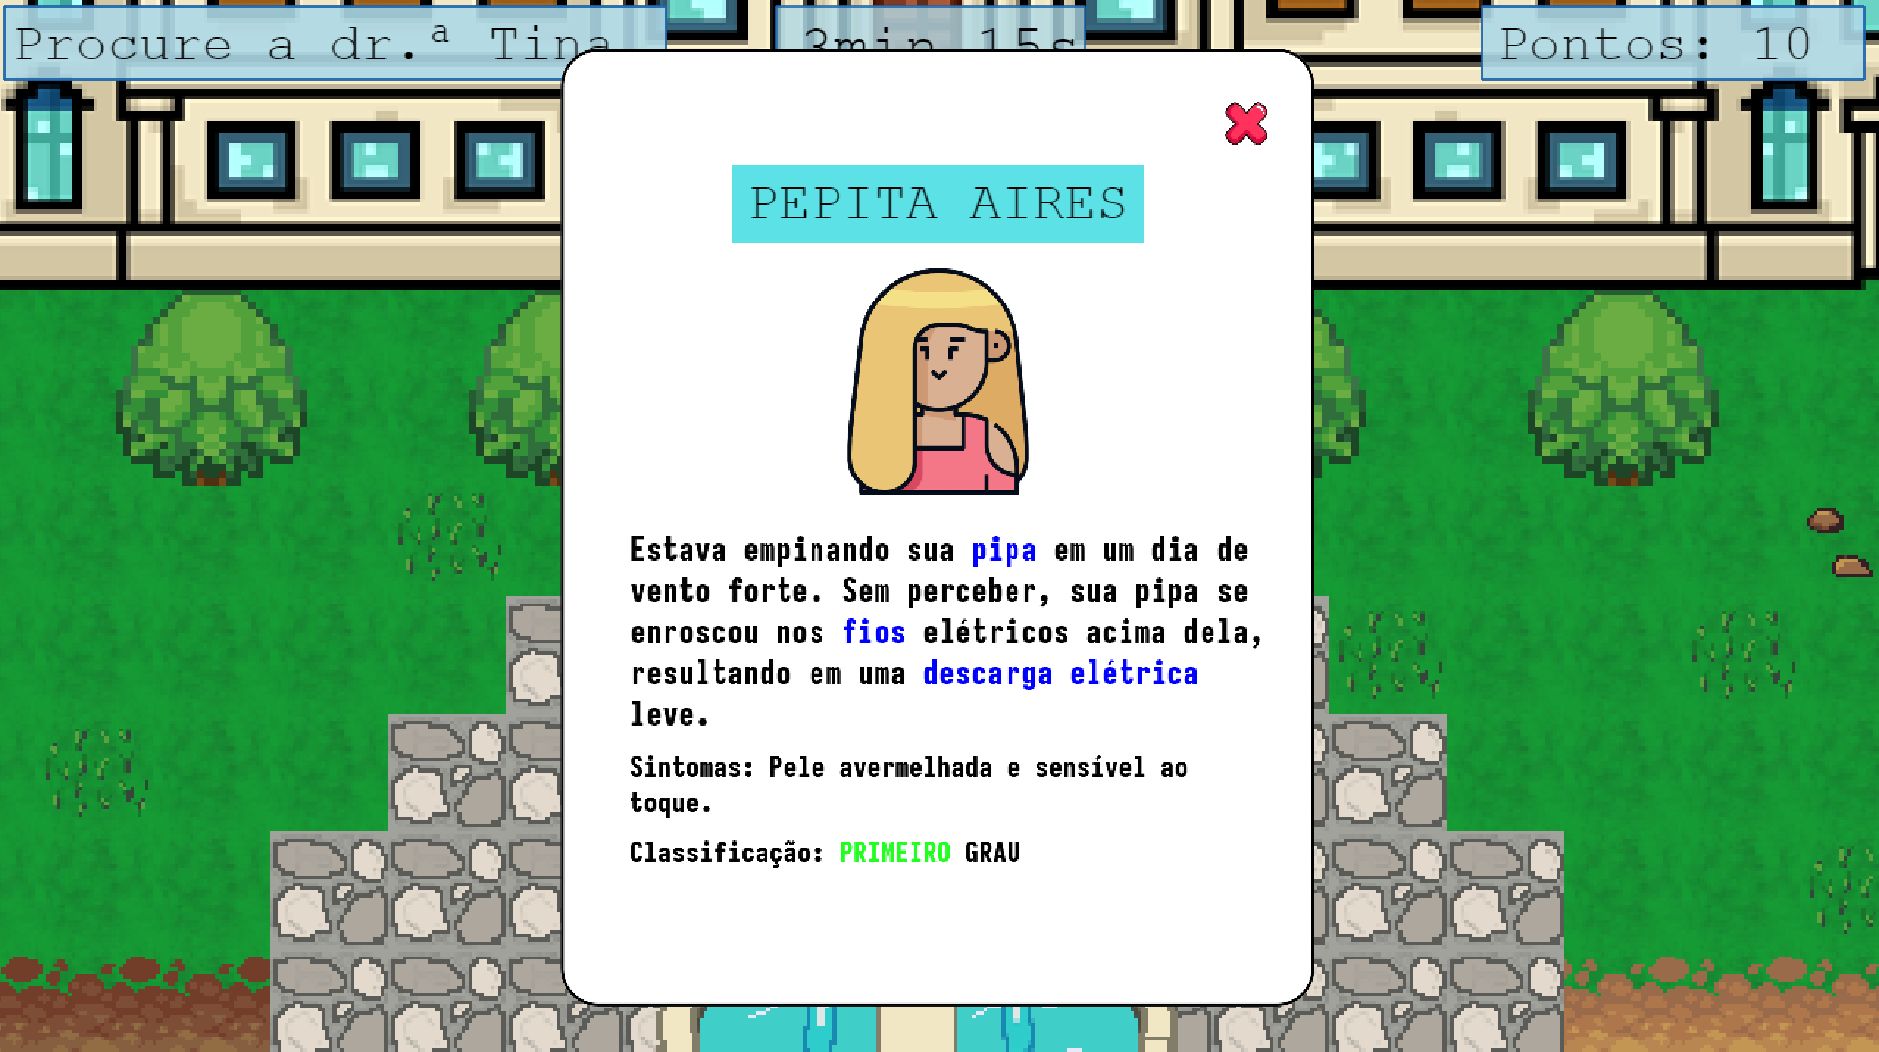 Procure a dr.ª Tina
3min 15s
Pontos: 10
PEPITA AIRES
Estava empinando sua pipa em um dia de
vento forte. Sem perceber, sua pipa se
enroscou nos fios elétricos acima dela,
resultando em uma descarga elétrica
leve.
Sintomas: Pele avermelhada e sensível ao
toque.
Classificação: PRIMEIRO GRAU